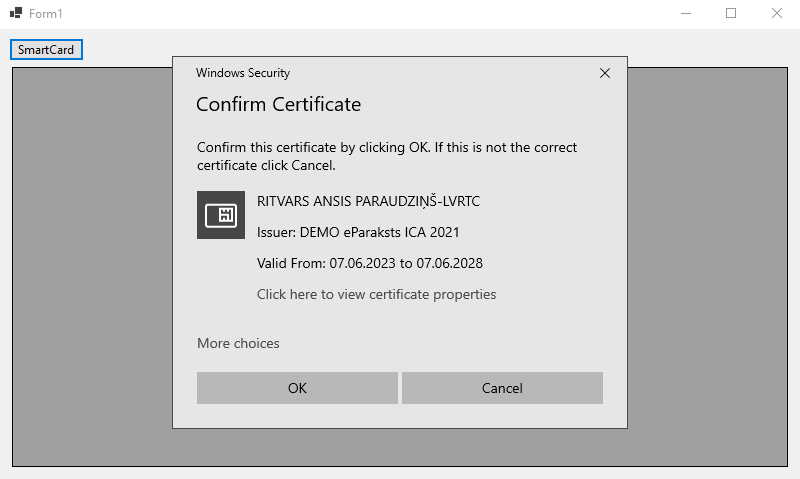 Form1
SmartCard
Windows Security
Confirm Certificate
Confirm this certificate by clicking OK. If this is not the correct
certificate click Cancel.
RITVARS ANSIS PARAUDZIŅŠ-LVRTC
Issuer: DEMO eParaksts ICA 2021
Valid From: 07.06.2023 to 07.06.2028
Click here to view certificate properties
More choices
OK
Cancel